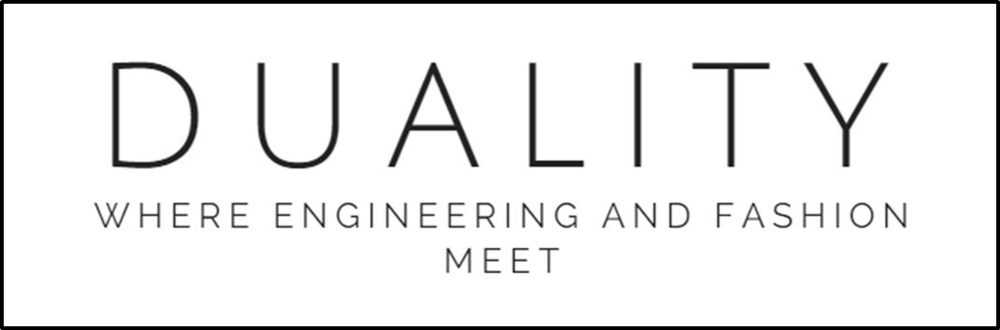 DUALITY
WHERE ENGINEERING AND FASHION
MEET